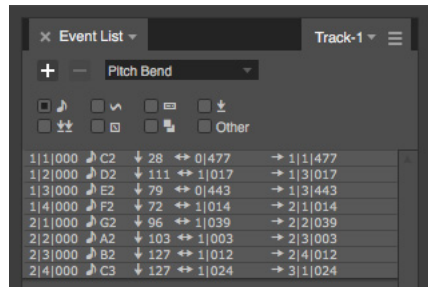 Event List Track-1
Pitch Bend
Other
1|1|000 C2 28 0|477 1|1|477
1|2|000 D2 111 1|017 1|3|017
1|3|000 E2 79 0|443 1|3|443
1|4|000 F2 72 1|014 2|1|014
2|1|000 G2 96 1|039 2|2|039
2|2|000 A2 103 1|003 2|3|003
2|3|000 B2 127 1|012 2|4|012
2|4|000 C3 127 1|024 3|1|024